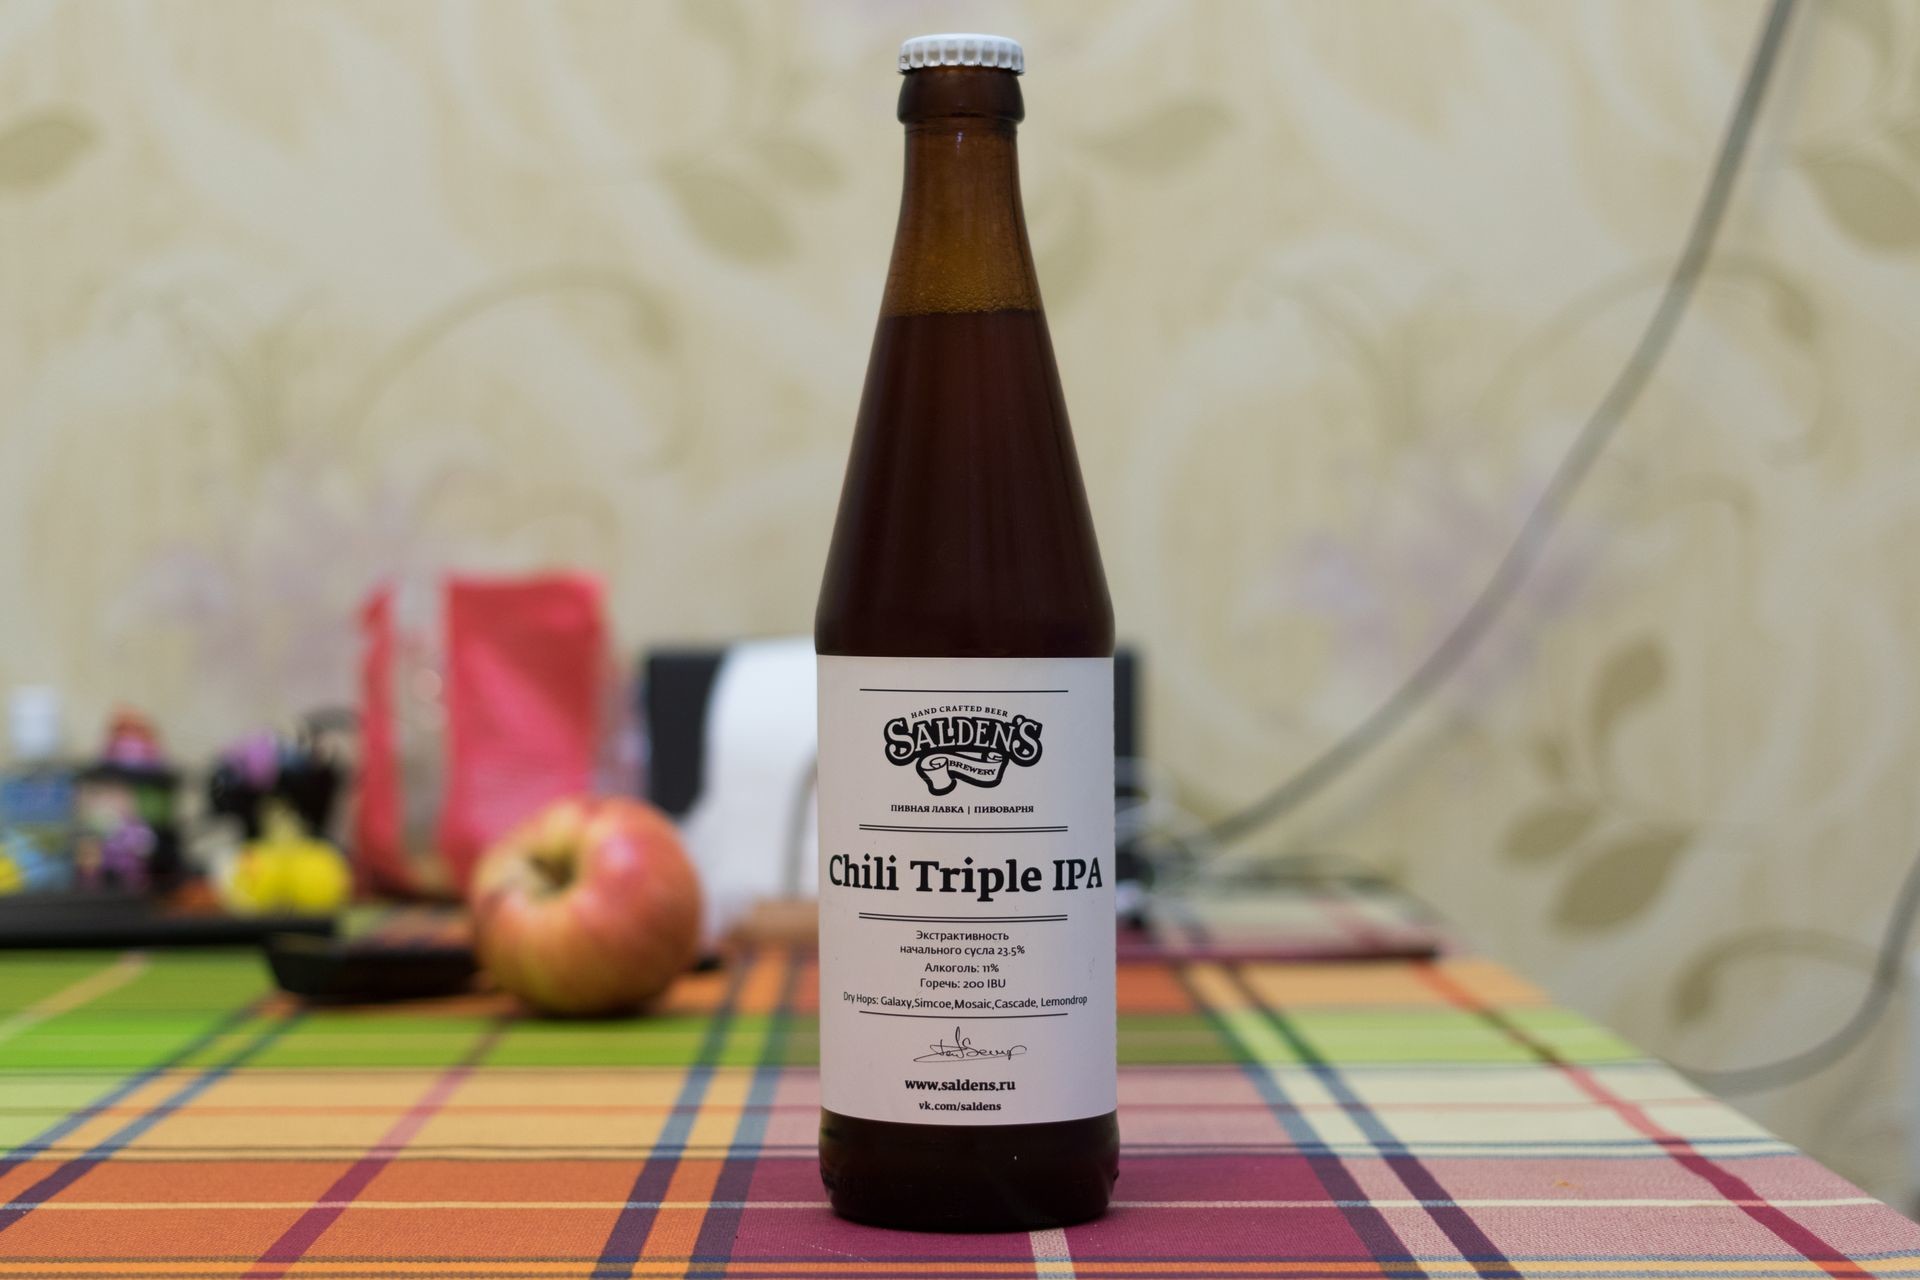 HAND CRAFTED BEER
SALDEN'S
BREWERY
ПИВНАЯ ЛАВКА | ПИВОВАРНЯ
Chili Triple IPA
Экстрактивность
начального сусла 23.5%
Алкоголь: 11%
Горечь: 200 IBU
Dry Hops: Galaxy,Simcoe,Mosaic,Cascade, Lemondrop
www.saldens.ru
vk.com/saldens